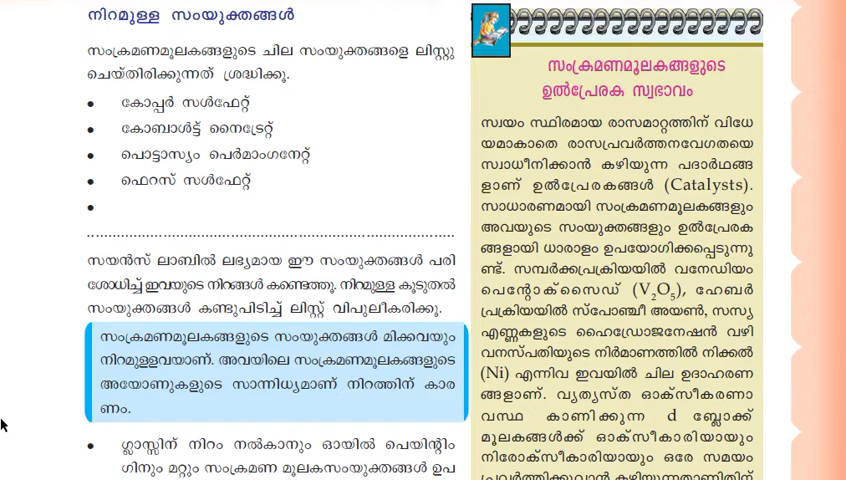 നിറമുള്ള സംയുക്തങ്ങൾ
സംക്രമണമൂലകങ്ങളുടെ ചില സംയുക്തങ്ങളെ ലിസ്റ്റു
ചെയ്തിരിക്കുന്നത് ശ്രദ്ധിക്കൂ.
• കോപ്പർ സൾഫേറ്റ്
• കോബാൾട്ട് നൈട്രേറ്റ്
• പൊട്ടാസ്യം പെർമാംഗനേറ്റ്
• ഫെറസ് സൾഫേറ്റ്
•
സയൻസ് ലാബിൽ ലഭ്യമായ ഈ സംയുക്തങ്ങൾ പരി
ശോധിച്ച് ഇവയുടെ നിറങ്ങൾ കണ്ടെത്തൂ. നിറമുള്ള കൂടുതൽ
സംയുക്തങ്ങൾ കണ്ടുപിടിച്ച് ലിസ്റ്റ് വിപുലീകരിക്കൂ.
സംക്രമണമൂലകങ്ങളുടെ സംയുക്തങ്ങൾ മിക്കവയും
നിറമുള്ളവയാണ്. അവയിലെ സംക്രമണമൂലകങ്ങളുടെ
അയോണുകളുടെ സാന്നിധ്യമാണ് നിറത്തിന് കാര
ണം.
• ഗ്ലാസ്സിന് നിറം നൽകാനും ഓയിൽ പെയിന്റിം
ഗിനും മറ്റും സംക്രമണ മൂലകസംയുക്തങ്ങൾ ഉപ
സംക്രമണമൂലകങ്ങളുടെ
ഉൽപ്രേരക സ്വഭാവം
സ്വയം സ്ഥിരമായ രാസമാറ്റത്തിന് വിധേ
യമാകാതെ രാസപ്രവർത്തനവേഗതയെ
സ്വാധീനിക്കാൻ കഴിയുന്ന പദാർഥങ്ങ
ളാണ് ഉൽപ്രേരകങ്ങൾ (Catalysts).
സാധാരണമായി സംക്രമണമൂലകങ്ങളും
അവയുടെ സംയുക്തങ്ങളും ഉൽപ്രേരക
ങ്ങളായി ധാരാളം ഉപയോഗിക്കപ്പെടുന്നു
ണ്ട്. സമ്പർക്കപ്രക്രിയയിൽ വനേഡിയം
പെന്റോക്സൈഡ് (V₂O₅), ഹേബർ
പ്രക്രിയയിൽ സ്പോഞ്ചീ അയൺ, സസ്യ
എണ്ണകളുടെ ഹൈഡ്രോജനേഷൻ വഴി
വനസ്പതിയുടെ നിർമാണത്തിൽ നിക്കൽ
(Ni) എന്നിവ ഇവയിൽ ചില ഉദാഹരണ
ങ്ങളാണ്. വ്യത്യസ്ത ഓക്സീകരണാ
വസ്ഥ കാണിക്കുന്ന d ബ്ലോക്ക്
മൂലകങ്ങൾക്ക് ഓക്സീകാരിയായും
നിരോക്സീകാരിയായും ഒരേ സമയം
പ്രവർത്തിക്കുവാൻ കഴിയുന്നതാണിതിന്